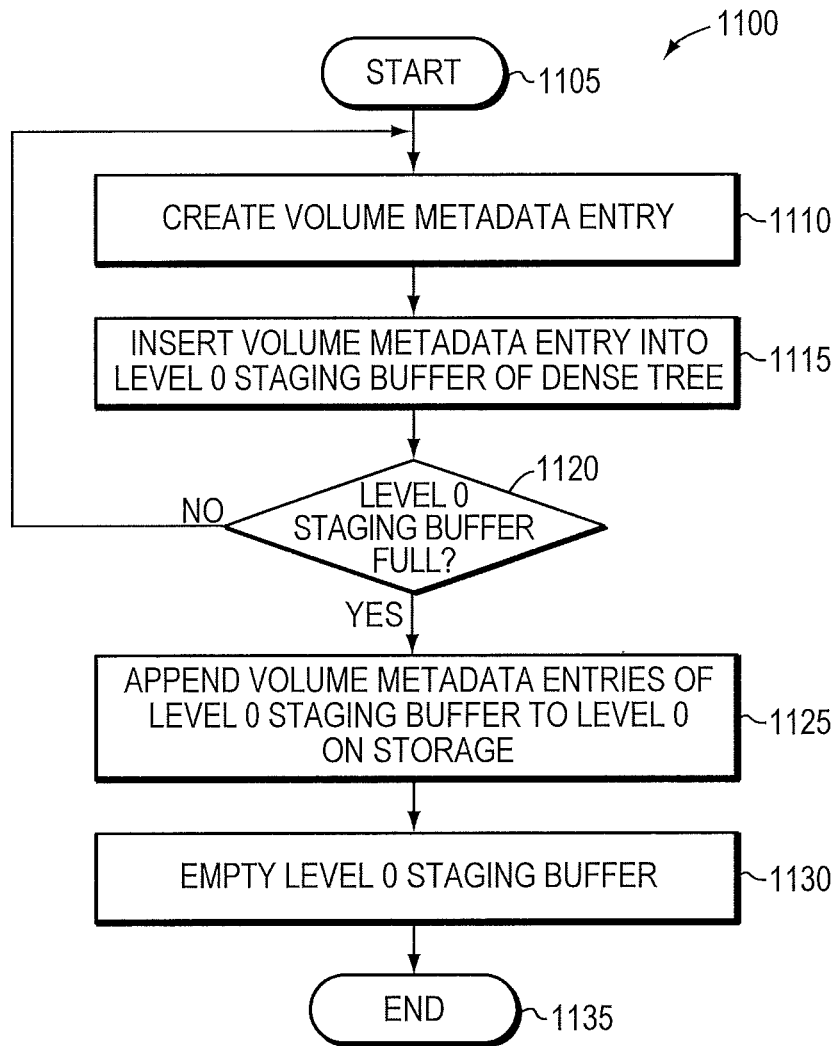 1100
START
1105
CREATE VOLUME METADATA ENTRY
1110
INSERT VOLUME METADATA ENTRY INTO
LEVEL 0 STAGING BUFFER OF DENSE TREE
1115
1120
LEVEL 0
STAGING BUFFER
FULL?
NO
YES
APPEND VOLUME METADATA ENTRIES OF
LEVEL 0 STAGING BUFFER TO LEVEL 0
ON STORAGE
1125
EMPTY LEVEL 0 STAGING BUFFER
1130
END
1135